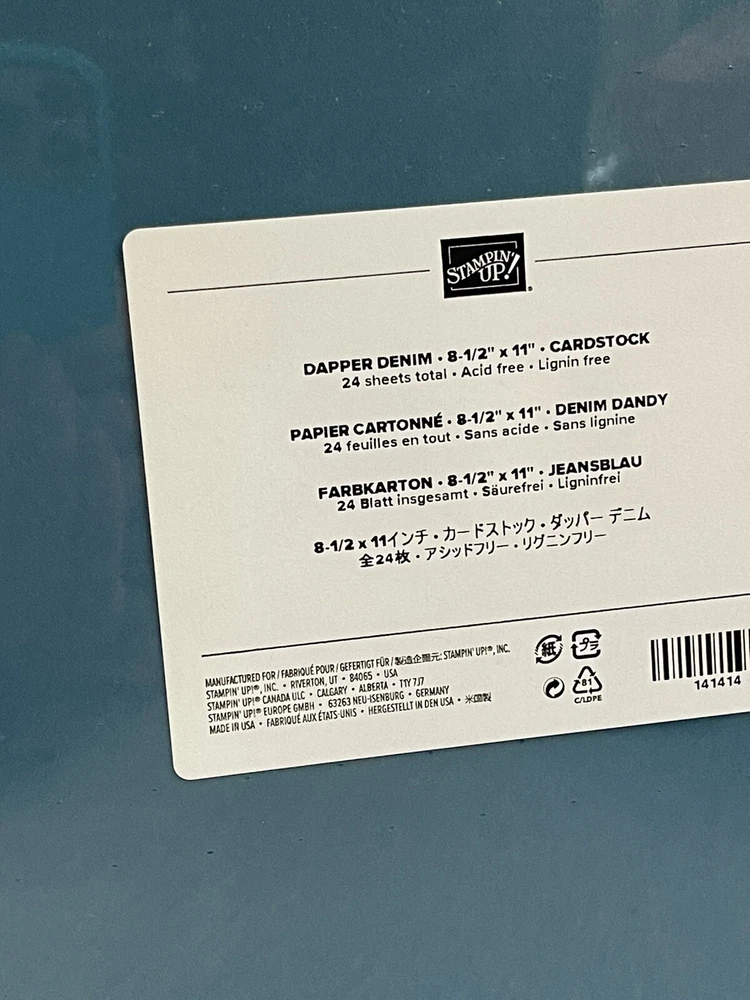 STAMPIN' UP!®
DAPPER DENIM • 8-1/2" x 11" • CARDSTOCK
24 sheets total • Acid free • Lignin free
PAPIER CARTONNÉ • 8-1/2" x 11" • DENIM DANDY
24 feuilles en tout • Sans acide • Sans lignine
FARBKARTON • 8-1/2" x 11" • JEANSBLAU
24 Blatt insgesamt • Säurefrei • Ligninfrei
8-1/2 x 11インチ・カードストック・ダッパー デニム
全24枚・アシッドフリー・リグニンフリー
MANUFACTURED FOR / FABRIQUÉ POUR / GEFERTIGT FÜR / 製造企画元: STAMPIN' UP!®, INC.
STAMPIN' UP!®, INC. • RIVERTON, UT • 84065 • USA
STAMPIN' UP!® CANADA ULC • CALGARY • ALBERTA • T1Y 7J7
STAMPIN' UP!® EUROPE GMBH • 63263 NEU-ISENBURG • GERMANY
MADE IN USA • FABRIQUÉ AUX ÉTATS-UNIS • HERGESTELLT IN DEN USA • 米国製
紙
プラ
81
C/LDPE
141414